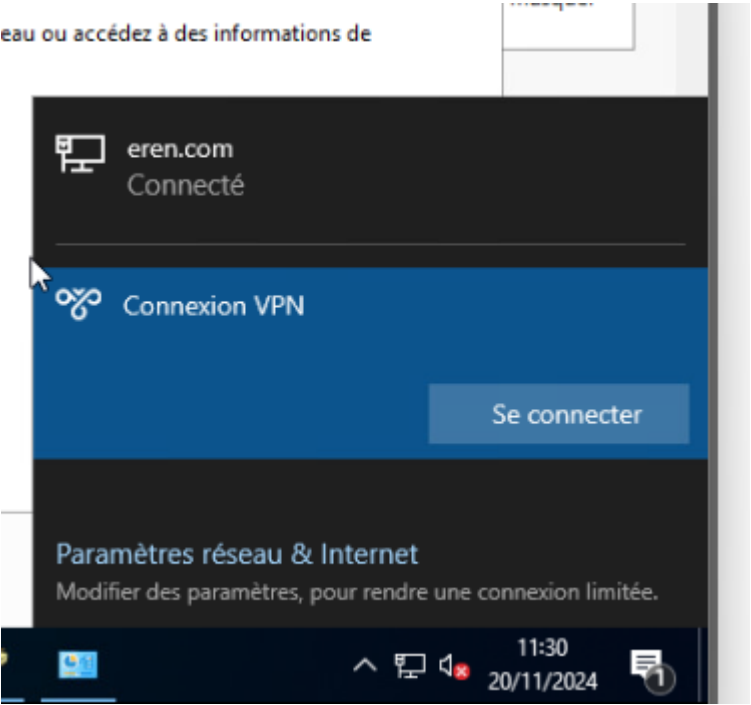 eau ou accédez à des informations de
eren.com
Connecté
Connexion VPN
Se connecter
Paramètres réseau & Internet
Modifier des paramètres, pour rendre une connexion limitée.
11:30
20/11/2024
1